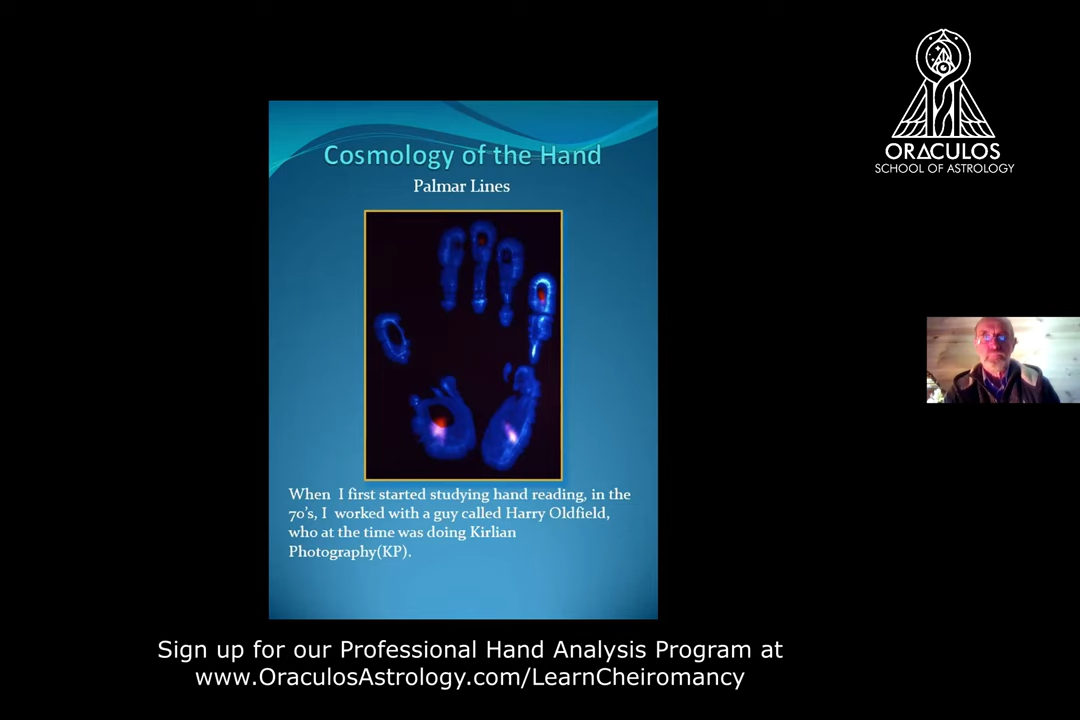 ORACULOS
SCHOOL OF ASTROLOGY
Cosmology of the Hand
Palmar Lines
When I first started studying hand reading, in the
70's, I worked with a guy called Harry Oldfield,
who at the time was doing Kirlian
Photography(KP).
Sign up for our Professional Hand Analysis Program at
www.OraculosAstrology.com/LearnCheiromancy